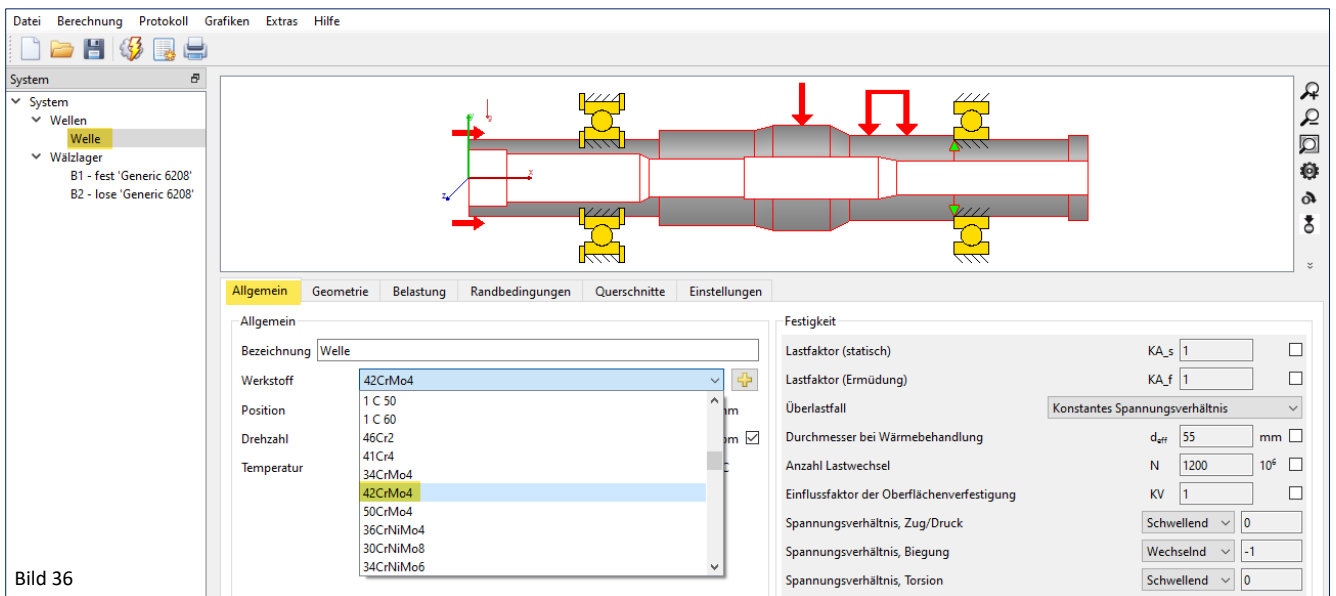 Datei Berechnung Protokoll Grafiken Extras Hilfe
System
System
Wellen
Welle
Wälzlager
B1 - fest 'Generic 6208'
B2 - lose 'Generic 6208'
y
g
x
z
Allgemein Geometrie Belastung Randbedingungen Querschnitte Einstellungen
Allgemein
Bezeichnung Welle
Werkstoff 42CrMo4
Position
Drehzahl
Temperatur
1 C 50
1 C 60
46Cr2
41Cr4
34CrMo4
42CrMo4
50CrMo4
36CrNiMo4
30CrNiMo8
34CrNiMo6
Festigkeit
Lastfaktor (statisch) KA_s 1
Lastfaktor (Ermüdung) KA_f 1
Überlastfall Konstantes Spannungsverhältnis
Durchmesser bei Wärmebehandlung d_eff 55 mm
Anzahl Lastwechsel N 1200 10⁶
Einflussfaktor der Oberflächenverfestigung KV 1
Spannungsverhältnis, Zug/Druck Schwellend 0
Spannungsverhältnis, Biegung Wechselnd -1
Spannungsverhältnis, Torsion Schwellend 0
Bild 36